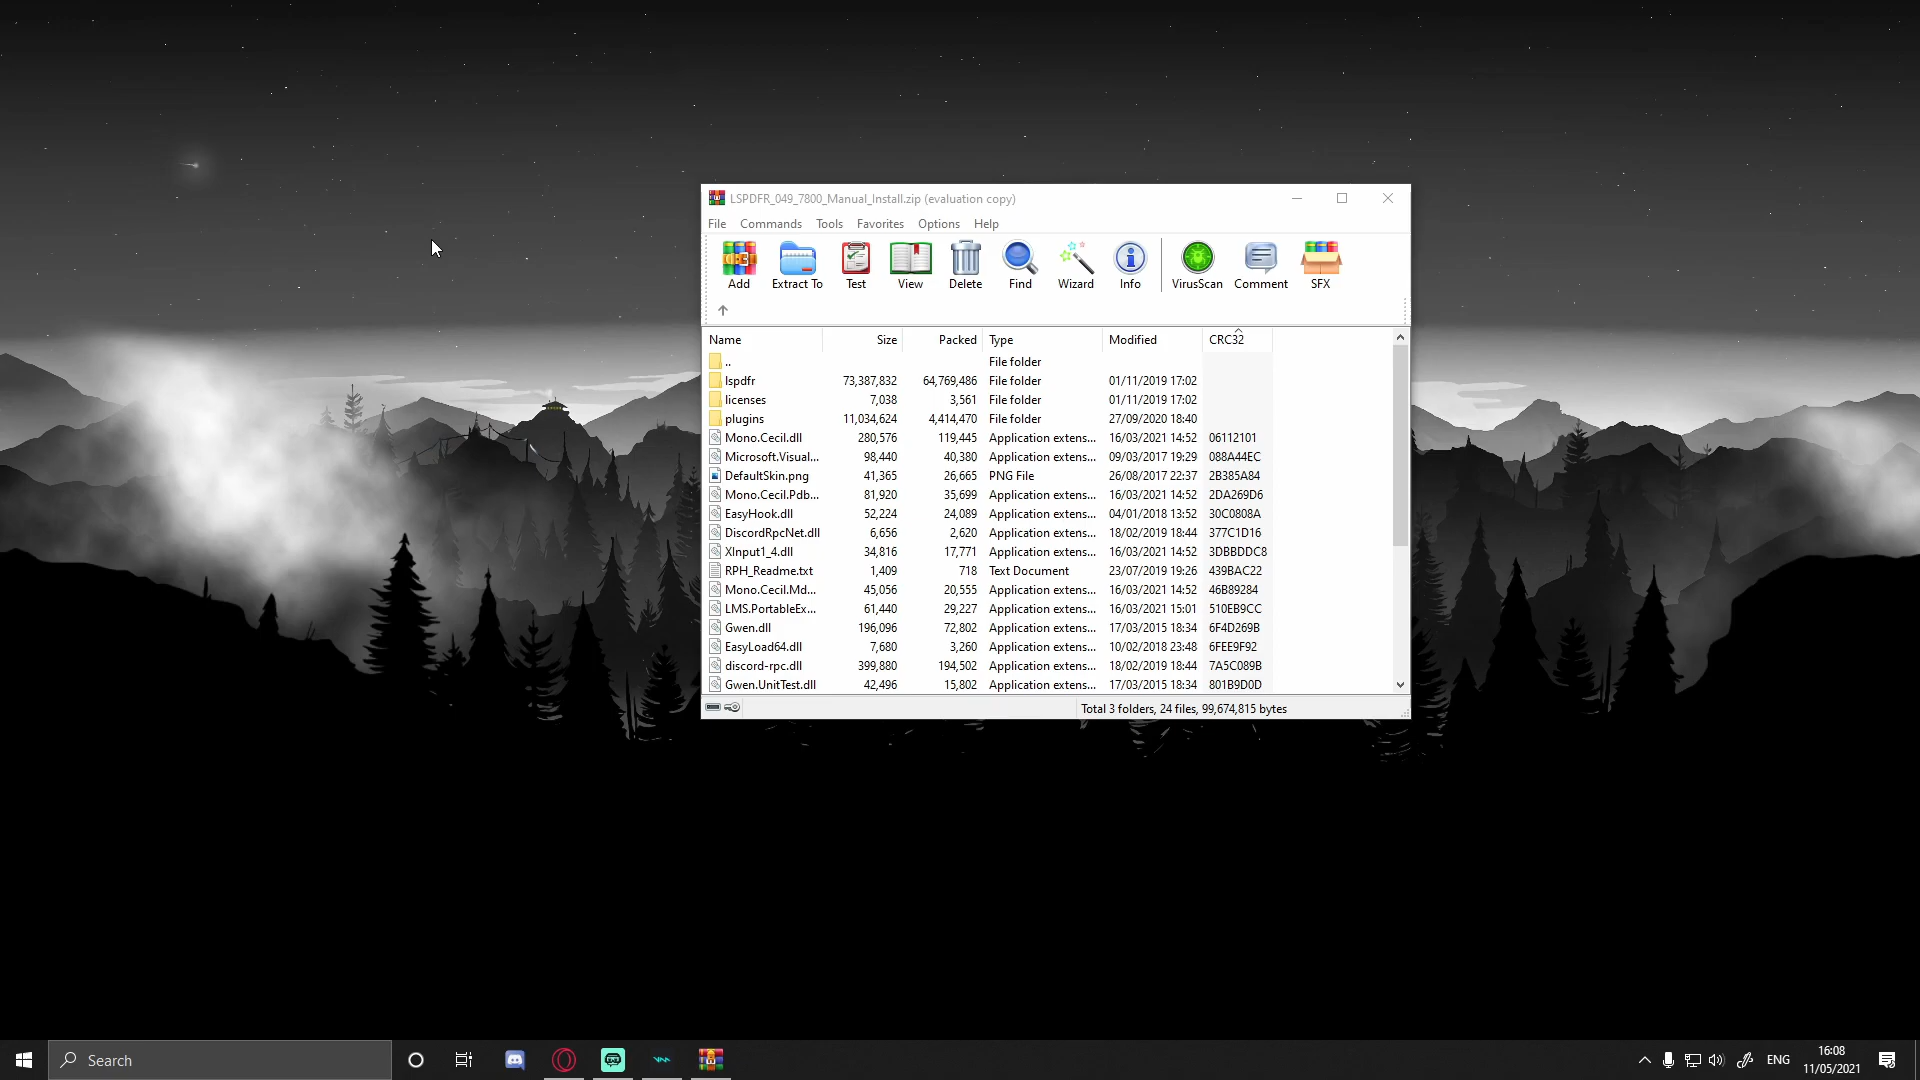 LSPDFR_049_7800_Manual_Install.zip (evaluation copy)
File Commands Tools Favorites Options Help
Add Extract To Test View Delete Find Wizard Info VirusScan Comment SFX
Name Size Packed Type Modified CRC32
.. File folder
lspdfr 73,387,832 64,769,486 File folder 01/11/2019 17:02
licenses 7,038 3,561 File folder 01/11/2019 17:02
plugins 11,034,624 4,414,470 File folder 27/09/2020 18:40
Mono.Cecil.dll 280,576 119,445 Application extens... 16/03/2021 14:52 06112101
Microsoft.Visual... 98,440 40,380 Application extens... 09/03/2017 19:29 088A44EC
DefaultSkin.png 41,365 26,665 PNG File 26/08/2017 22:37 2B385A84
Mono.Cecil.Pdb... 81,920 35,699 Application extens... 16/03/2021 14:52 2DA269D6
EasyHook.dll 52,224 24,089 Application extens... 04/01/2018 13:52 30C0808A
DiscordRpcNet.dll 6,656 2,620 Application extens... 18/02/2019 18:44 377C1D16
XInput1_4.dll 34,816 17,771 Application extens... 16/03/2021 14:52 3DBBDDC8
RPH_Readme.txt 1,409 718 Text Document 23/07/2019 19:26 439BAC22
Mono.Cecil.Md... 45,056 20,555 Application extens... 16/03/2021 14:52 46B89284
LMS.PortableEx... 61,440 29,227 Application extens... 16/03/2021 15:01 510EB9CC
Gwen.dll 196,096 72,802 Application extens... 17/03/2015 18:34 6F4D269B
EasyLoad64.dll 7,680 3,260 Application extens... 10/02/2018 23:48 6FEE9F92
discord-rpc.dll 399,880 194,502 Application extens... 18/02/2019 18:44 7A5C089B
Gwen.UnitTest.dll 42,496 15,802 Application extens... 17/03/2015 18:34 801B9D0D
Total 3 folders, 24 files, 99,674,815 bytes
Search
ENG
16:08
11/05/2021